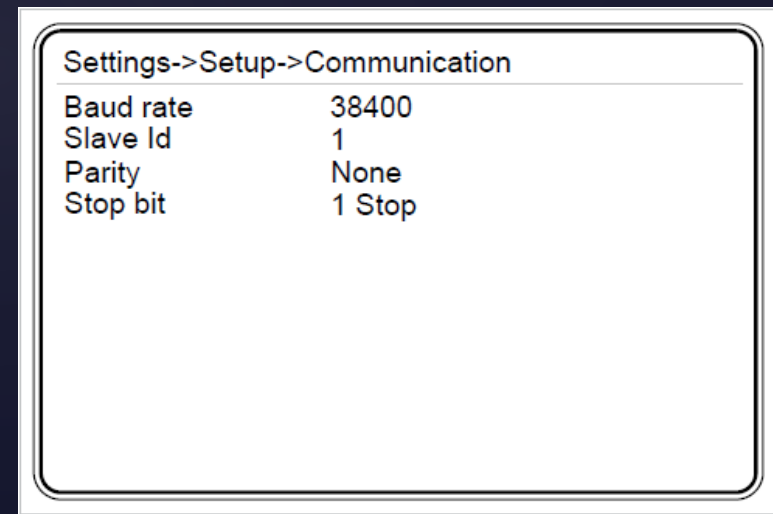 Settings->Setup->Communication
Baud rate 38400
Slave Id 1
Parity None
Stop bit 1 Stop